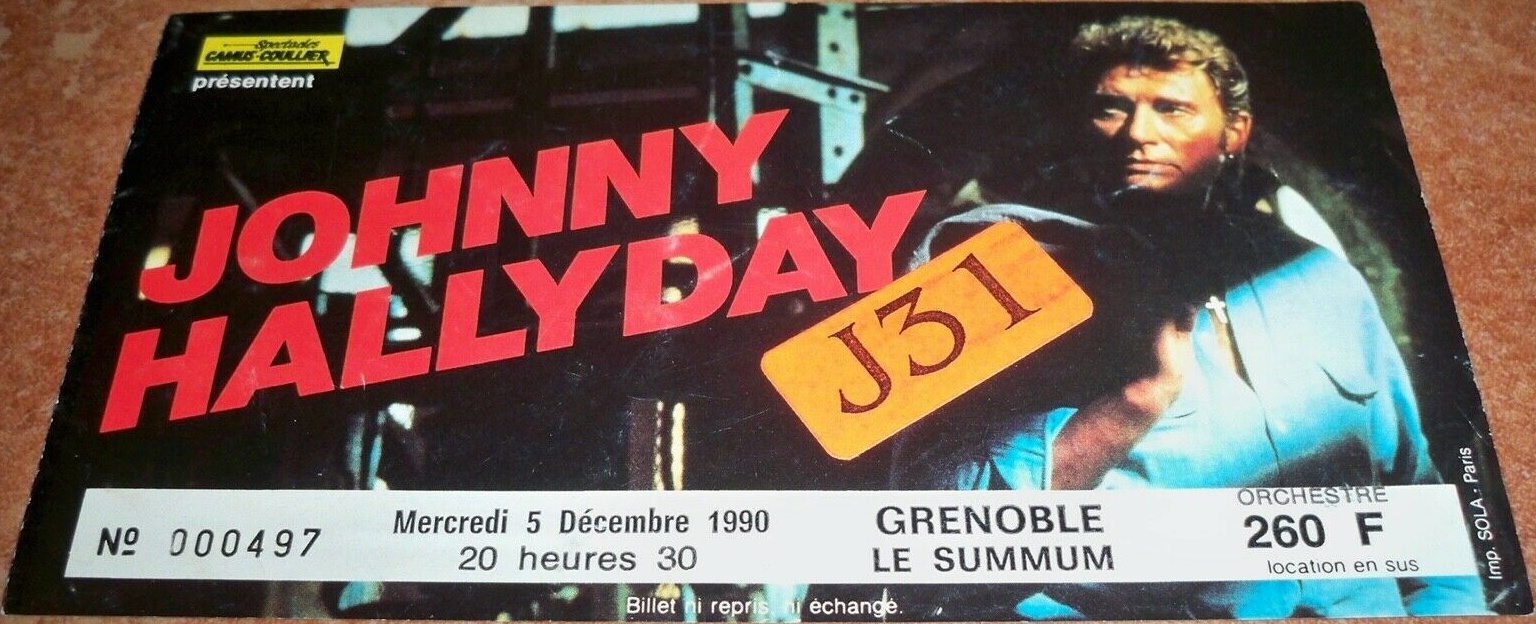 Spectacles
CAMUS-COULLIER
présentent
JOHNNY
HALLYDAY
J31
Nº 000497
Mercredi 5 Décembre 1990
20 heures 30
GRENOBLE
LE SUMMUM
ORCHESTRE
260 F
location en sus
Billet ni repris, ni échangé.
Imp. SOLA - Paris